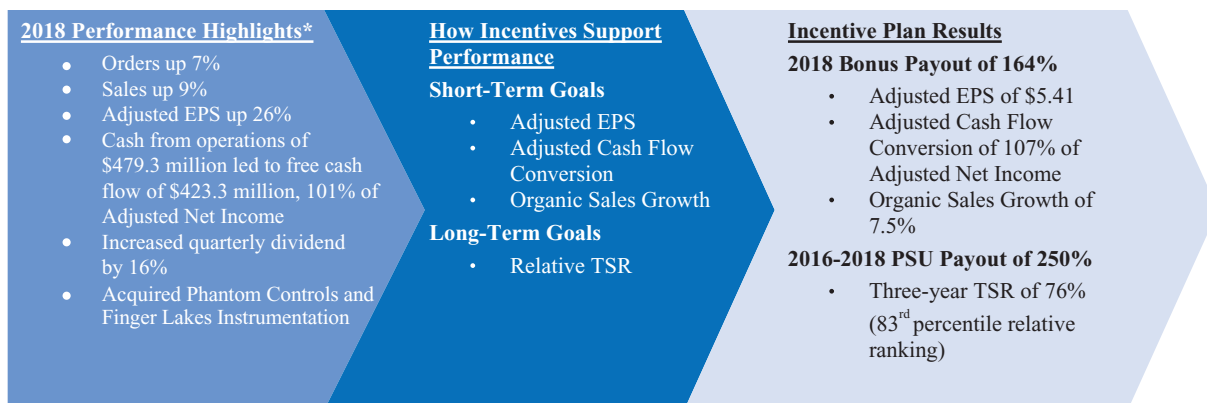 2018 Performance Highlights*
● Orders up 7%
● Sales up 9%
● Adjusted EPS up 26%
● Cash from operations of
$479.3 million led to free cash
flow of $423.3 million, 101% of
Adjusted Net Income
● Increased quarterly dividend
by 16%
● Acquired Phantom Controls and
Finger Lakes Instrumentation
How Incentives Support
Performance
Short-Term Goals
· Adjusted EPS
· Adjusted Cash Flow
Conversion
· Organic Sales Growth
Long-Term Goals
· Relative TSR
Incentive Plan Results
2018 Bonus Payout of 164%
· Adjusted EPS of $5.41
· Adjusted Cash Flow
Conversion of 107% of
Adjusted Net Income
· Organic Sales Growth of
7.5%
2016-2018 PSU Payout of 250%
· Three-year TSR of 76%
(83rd percentile relative
ranking)